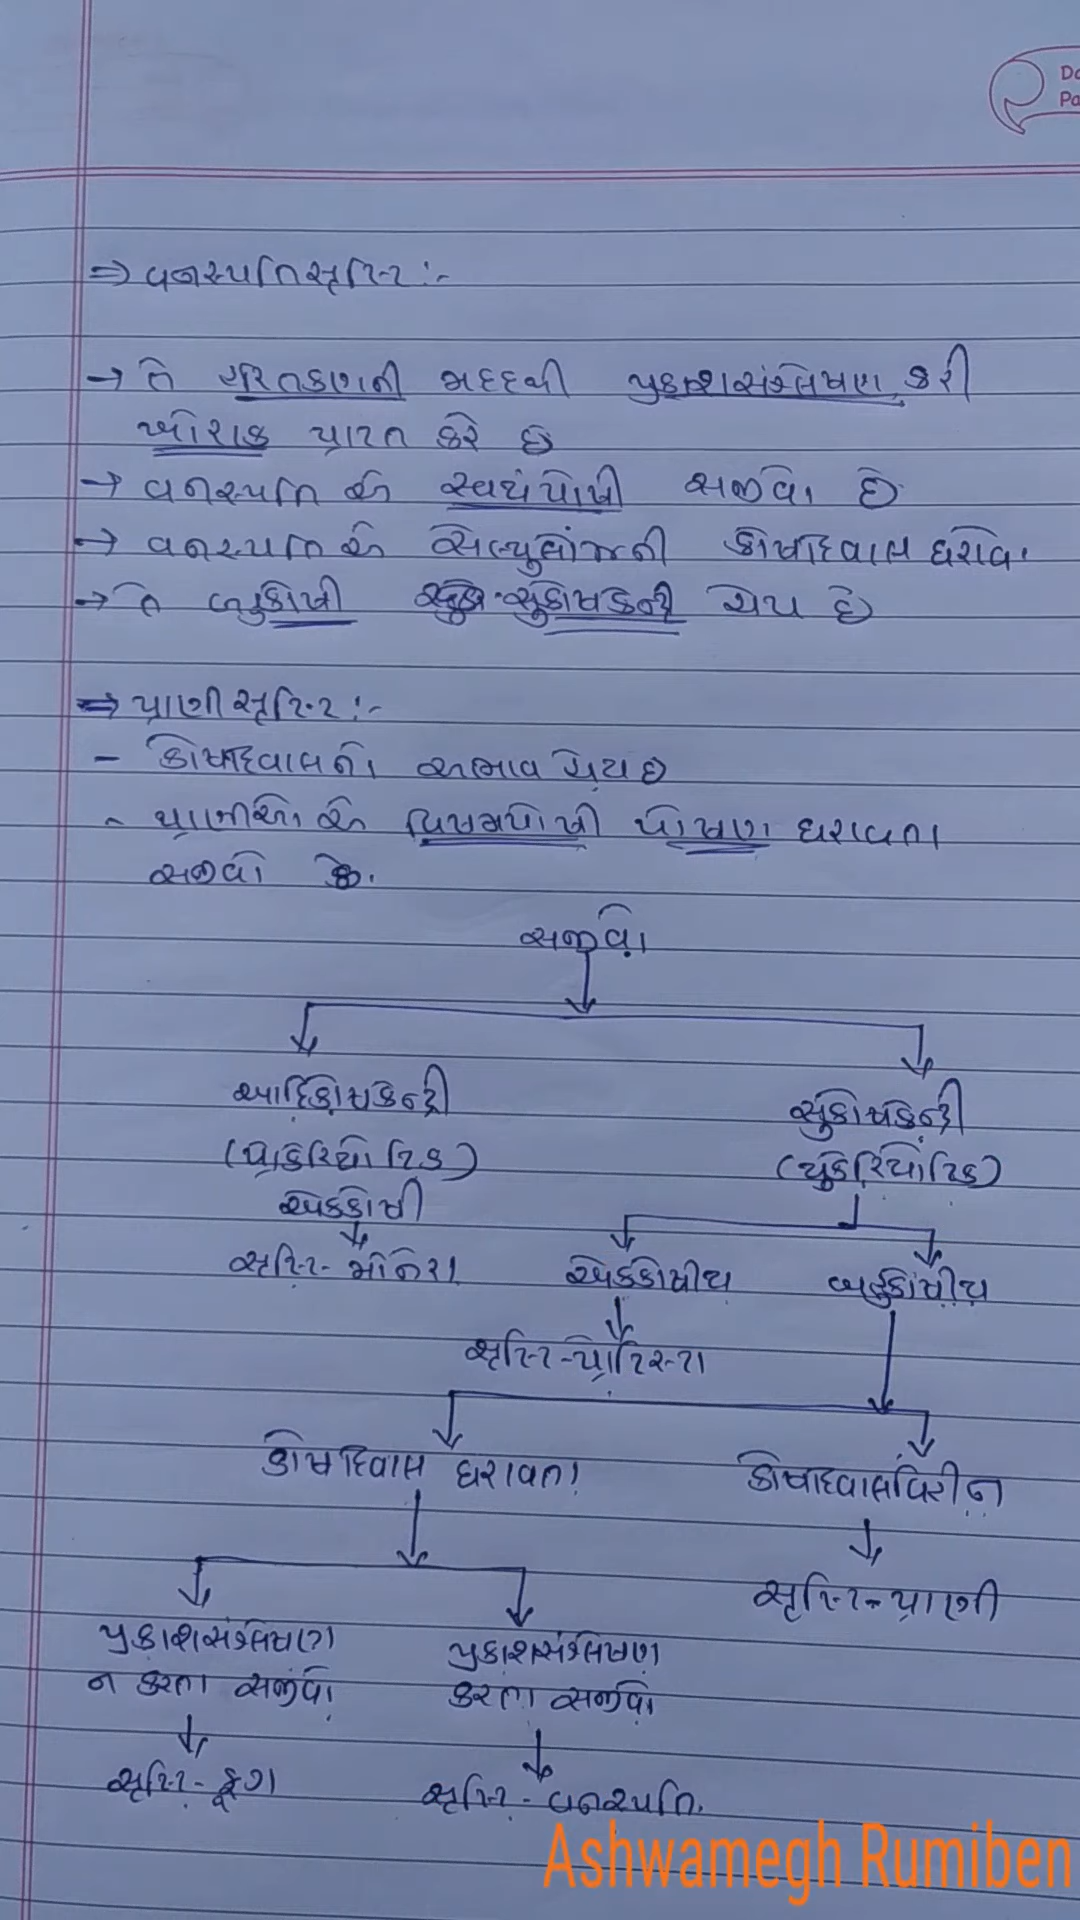 Da
Pa
⇒ વનસ્પતિસૃષ્ટિ :-
→ તે હરિતકણની મદદથી પ્રકાશસંશ્લેષણ કરી
ખોરાક પ્રાપ્ત કરે છે
→ વનસ્પતિ એ સ્વયંપોષી સજીવો છે
→ વનસ્પતિ એ સેલ્યુલોઝની કોષદિવાલ ધરાવે.
→ તે બહુકોષી સુકોષકેન્દ્રી હોય છે
⇒ પ્રાણીસૃષ્ટિ :-
- કોષદિવાલનો અભાવ હોય છે
- પ્રાણીઓ એ વિષમપોષી પોષણ ધરાવતા
સજીવો છે.
સજીવો
આદિકોષકેન્દ્રી
સુકોષકેન્દ્રી
(પ્રોકેરિયોટિક)
(યુકેરિયોટિક)
એકકોષી
સૃષ્ટિ- મોનેરા
એકકોષીય
બહુકોષીય
સૃષ્ટિ-પ્રોટિસ્ટા
કોષદિવાલ ધરાવતા
કોષદિવાલવિહીન
સૃષ્ટિ-પ્રાણી
પ્રકાશસંશ્લેષણ
ન કરતા સજીવો
પ્રકાશસંશ્લેષણ
કરતા સજીવો
સૃષ્ટિ- ફૂગ
સૃષ્ટિ- વનસ્પતિ.
Ashwamegh Rumiben